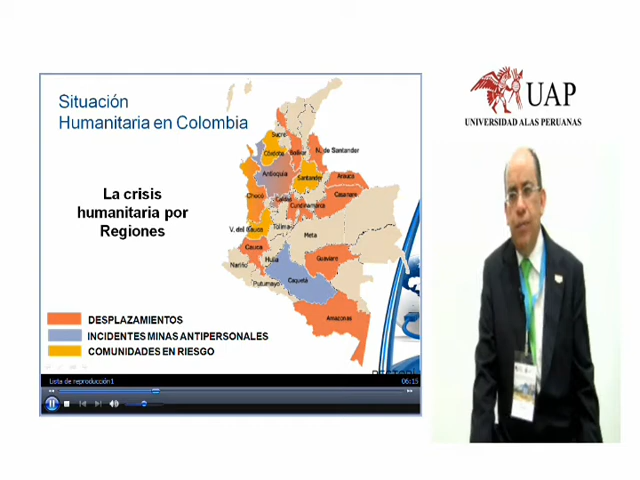 Situación
Humanitaria en Colombia
La crisis
humanitaria por
Regiones
Sucre
Córdoba
Bolívar
N. de Santander
Antioquia
Santander
Arauca
Casanare
Chocó
Caldas
Cundinamarca
V. del Cauca
Tolima
Meta
Cauca
Huila
Guaviare
Nariño
Caquetá
Putumayo
Amazonas
DESPLAZAMIENTOS
INCIDENTES MINAS ANTIPERSONALES
COMUNIDADES EN RIESGO
Lista de reproducción1
06:15
UAP
UNIVERSIDAD ALAS PERUANAS